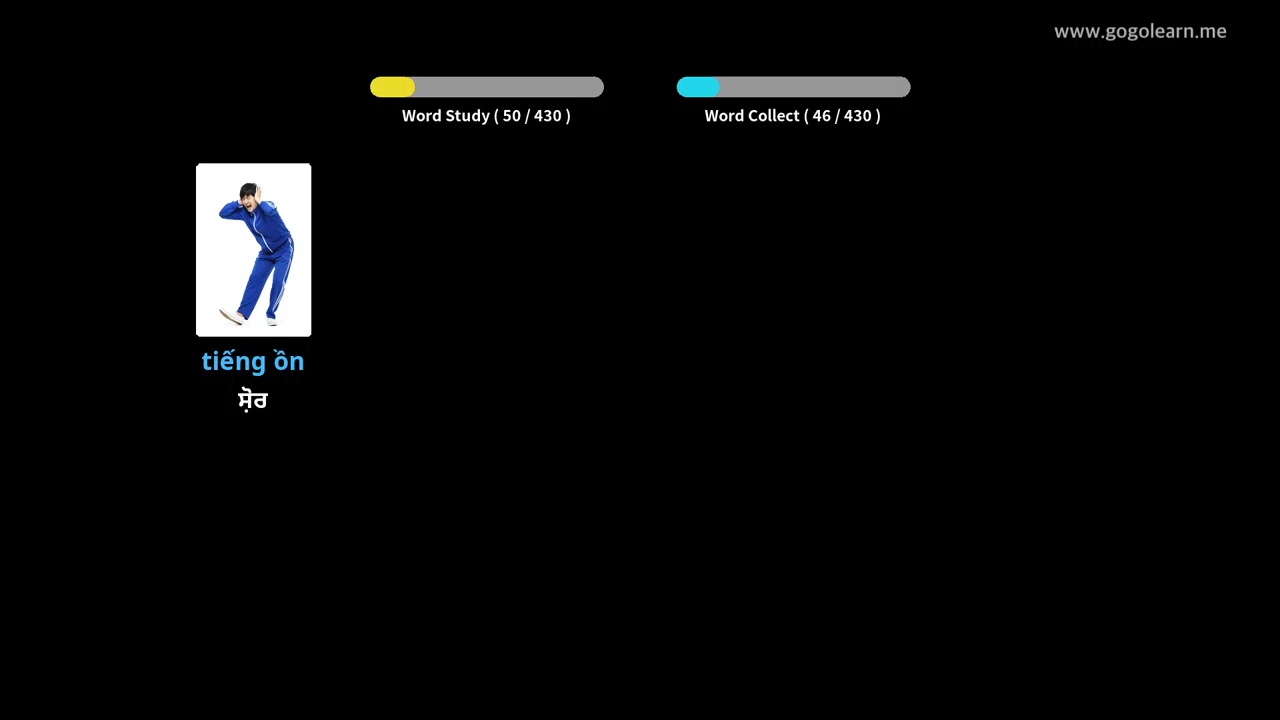 www.gogolearn.me
Word Study ( 50 / 430 )
Word Collect ( 46 / 430 )
tiếng ồn
ਸ਼ੋਰ